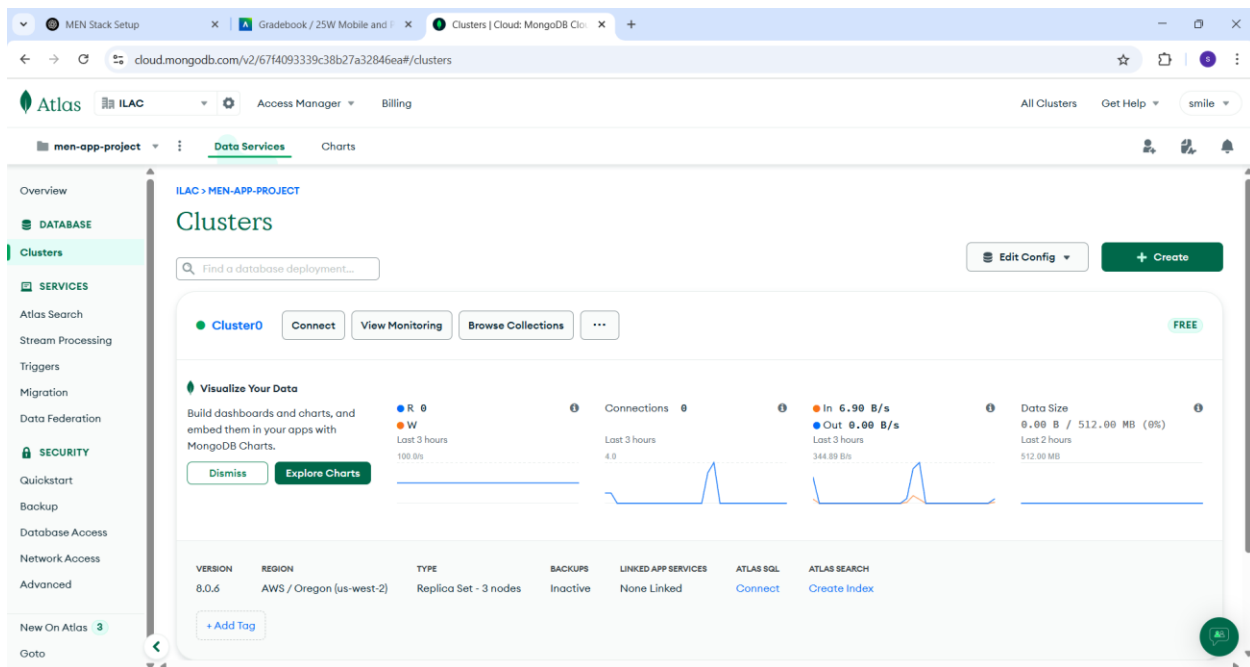 MEN Stack Setup
Gradebook / 25W Mobile and
Clusters | Cloud: MongoDB Clo
cloud.mongodb.com/v2/67f4093339c38b27a32846ea#/clusters
S
Atlas
ILAC
Access Manager
Billing
All Clusters
Get Help
smile
men-app-project
Data Services
Charts
Overview
DATABASE
Clusters
SERVICES
Atlas Search
Stream Processing
Triggers
Migration
Data Federation
SECURITY
Quickstart
Backup
Database Access
Network Access
Advanced
New On Atlas 3
Goto
ILAC > MEN-APP-PROJECT
Clusters
Find a database deployment...
Edit Config
+ Create
Cluster0
Connect
View Monitoring
Browse Collections
...
FREE
Visualize Your Data
Build dashboards and charts, and
embed them in your apps with
MongoDB Charts.
Dismiss
Explore Charts
R 0
W
Last 3 hours
100.0/s
Connections 0
Last 3 hours
4.0
In 6.90 B/s
Out 0.00 B/s
Last 3 hours
344.89 B/s
Data Size
0.00 B / 512.00 MB (0%)
Last 2 hours
512.00 MB
VERSION
8.0.6
REGION
AWS / Oregon (us-west-2)
TYPE
Replica Set - 3 nodes
BACKUPS
Inactive
LINKED APP SERVICES
None Linked
ATLAS SQL
Connect
ATLAS SEARCH
Create Index
+ Add Tag